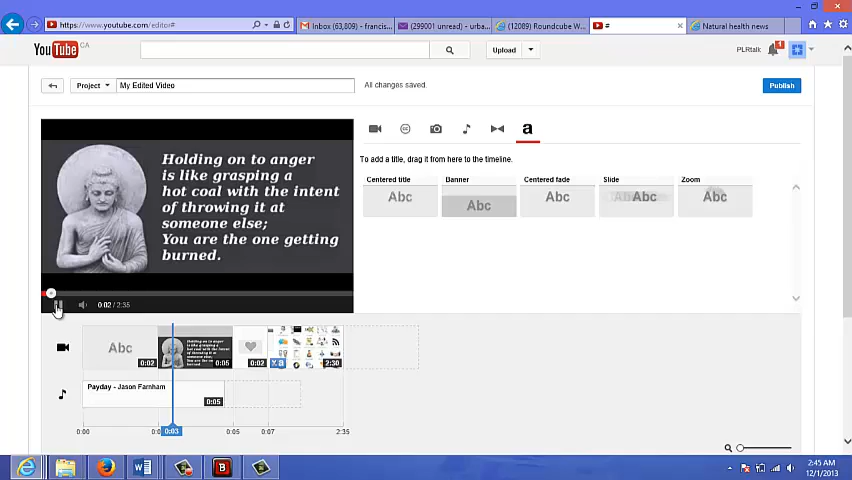 https://www.youtube.com/editor#
Inbox (63,809) - francis...
(299001 unread) - urba...
(12089) Roundcube W...
#
Natural health news
YouTube CA
Upload
PLRtalk
1
Project
My Edited Video
All changes saved.
Publish
a
To add a title, drag it from here to the timeline.
Centered title
Banner
Centered fade
Slide
Zoom
Abc
Abc
Abc
Abc
Abc
Holding on to anger
is like grasping a
hot coal with the intent
of throwing it at
someone else;
You are the one getting
burned.
0:02 / 2:35
Abc
0:02
0:05
0:02
2:30
Payday - Jason Farnham
0:05
0:00
0:03
0:05
0:07
2:35
2:45 AM
12/1/2013